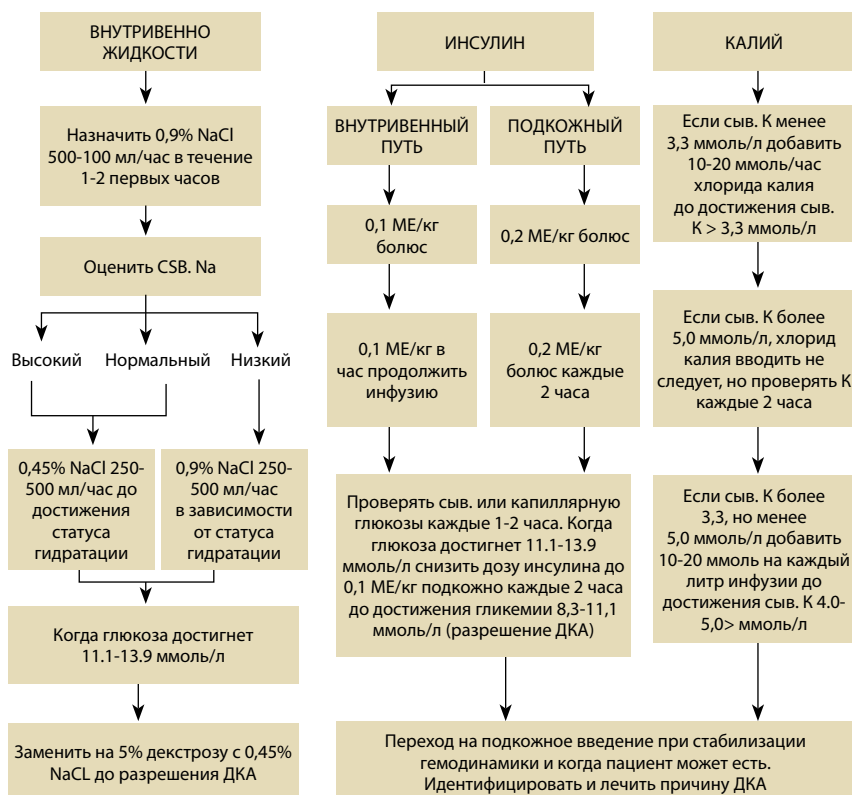 ВНУТРИВЕННО
ЖИДКОСТИ
Назначить 0,9% NaCl
500-100 мл/час в течение
1-2 первых часов
Оценить CSB. Na
Высокий
Нормальный
Низкий
0,45% NaCl 250-
500 мл/час до
достижения
статуса
гидратации
0,9% NaCl 250-
500 мл/час
в зависимости
от статуса
гидратации
Когда глюкоза достигнет
11.1-13.9 ммоль/л
Заменить на 5% декстрозу с 0,45%
NaCL до разрешения ДКА
ИНСУЛИН
ВНУТРИВЕННЫЙ
ПУТЬ
0,1 МЕ/кг
болюс
0,1 МЕ/кг в
час продолжить
инфузию
ПОДКОЖНЫЙ
ПУТЬ
0,2 МЕ/кг болюс
0,2 МЕ/кг
болюс каждые
2 часа
Проверять сыв. или капиллярную
глюкозы каждые 1-2 часа. Когда
глюкоза достигнет 11.1-13.9
ммоль/л снизить дозу инсулина до
0,1 МЕ/кг подкожно каждые 2 часа
до достижения гликемии 8,3-11,1
ммоль/л (разрешение ДКА)
КАЛИЙ
Если сыв. К менее
3,3 ммоль/л добавить
10-20 ммоль/час
хлорида калия
до достижения сыв.
К > 3,3 ммоль/л
Если сыв. К более
5,0 ммоль/л, хлорид
калия вводить не
следует, но проверять К
каждые 2 часа
Если сыв. К более
3,3, но менее
5,0 ммоль/л добавить
10-20 ммоль на каждый
литр инфузии до
достижения сыв. К 4.0-
5,0> ммоль/л
Переход на подкожное введение при стабилизации
гемодинамики и когда пациент может есть.
Идентифицировать и лечить причину ДКА